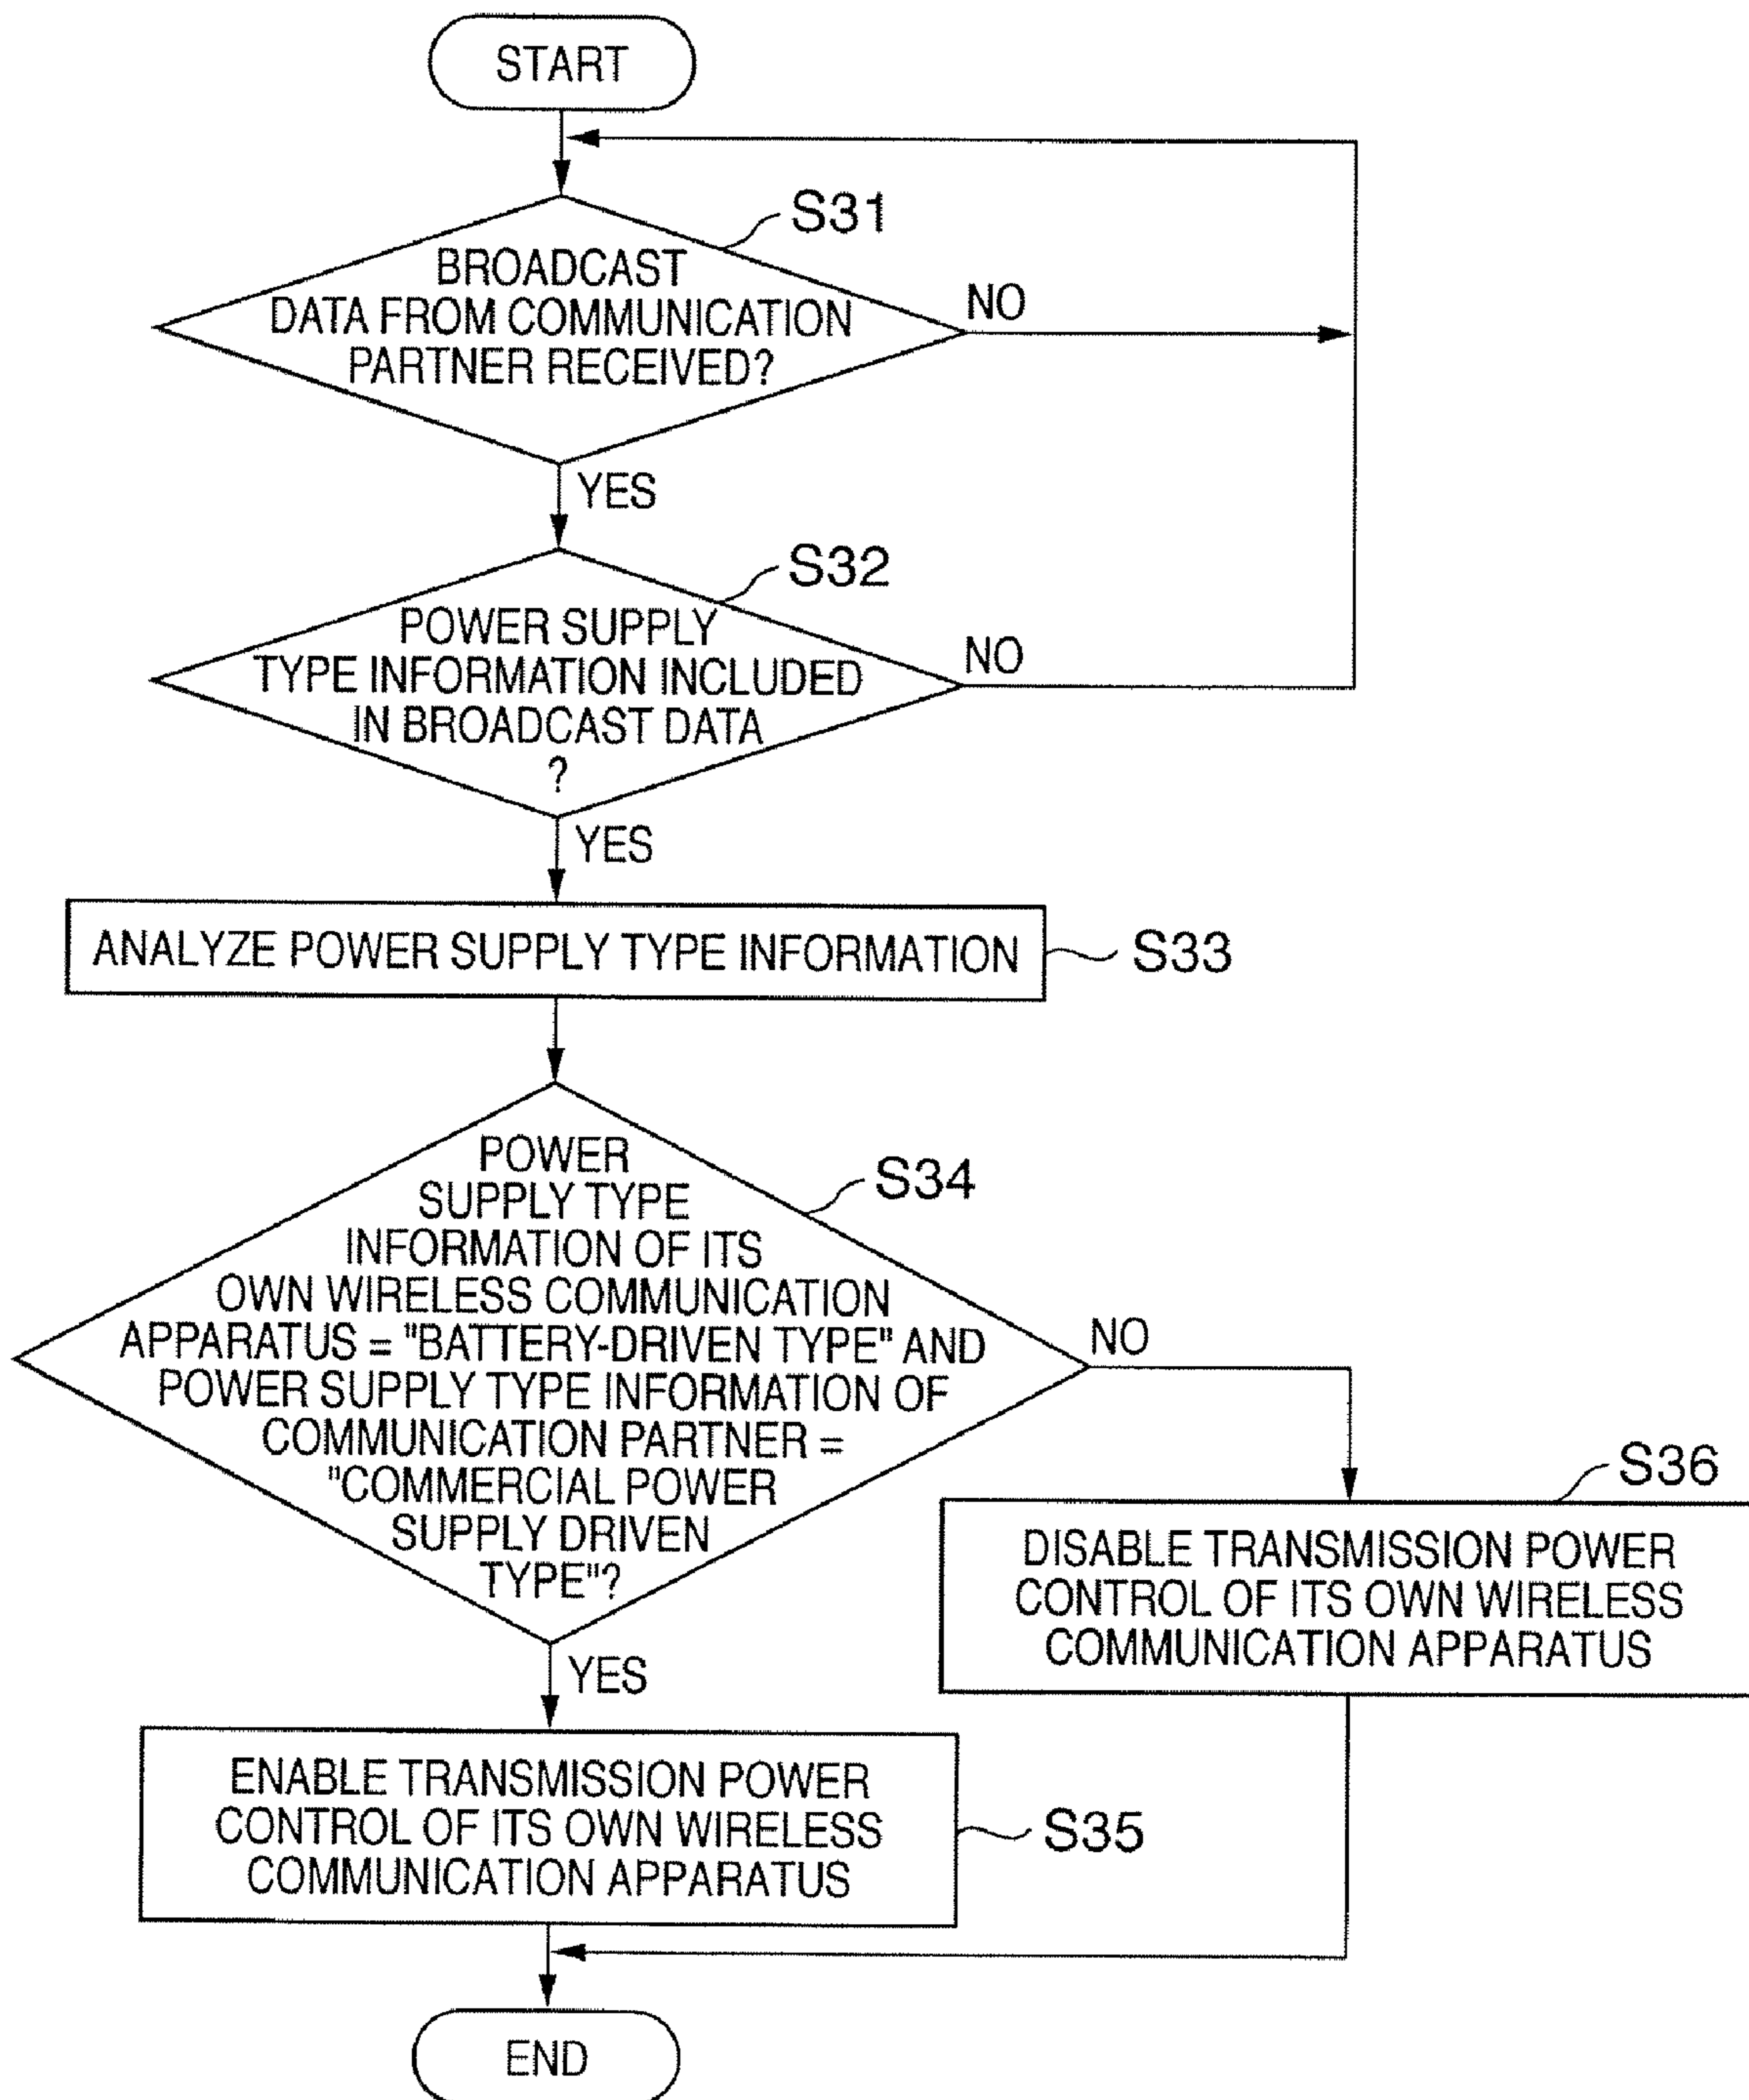 START
S31
BROADCAST
DATA FROM COMMUNICATION
PARTNER RECEIVED?
NO
YES
S32
POWER SUPPLY
TYPE INFORMATION INCLUDED
IN BROADCAST DATA
?
NO
YES
ANALYZE POWER SUPPLY TYPE INFORMATION
S33
POWER
SUPPLY TYPE
INFORMATION OF ITS
OWN WIRELESS COMMUNICATION
APPARATUS = "BATTERY-DRIVEN TYPE" AND
POWER SUPPLY TYPE INFORMATION OF
COMMUNICATION PARTNER =
"COMMERCIAL POWER
SUPPLY DRIVEN
TYPE"?
S34
NO
YES
S36
DISABLE TRANSMISSION POWER
CONTROL OF ITS OWN WIRELESS
COMMUNICATION APPARATUS
ENABLE TRANSMISSION POWER
CONTROL OF ITS OWN WIRELESS
COMMUNICATION APPARATUS
S35
END